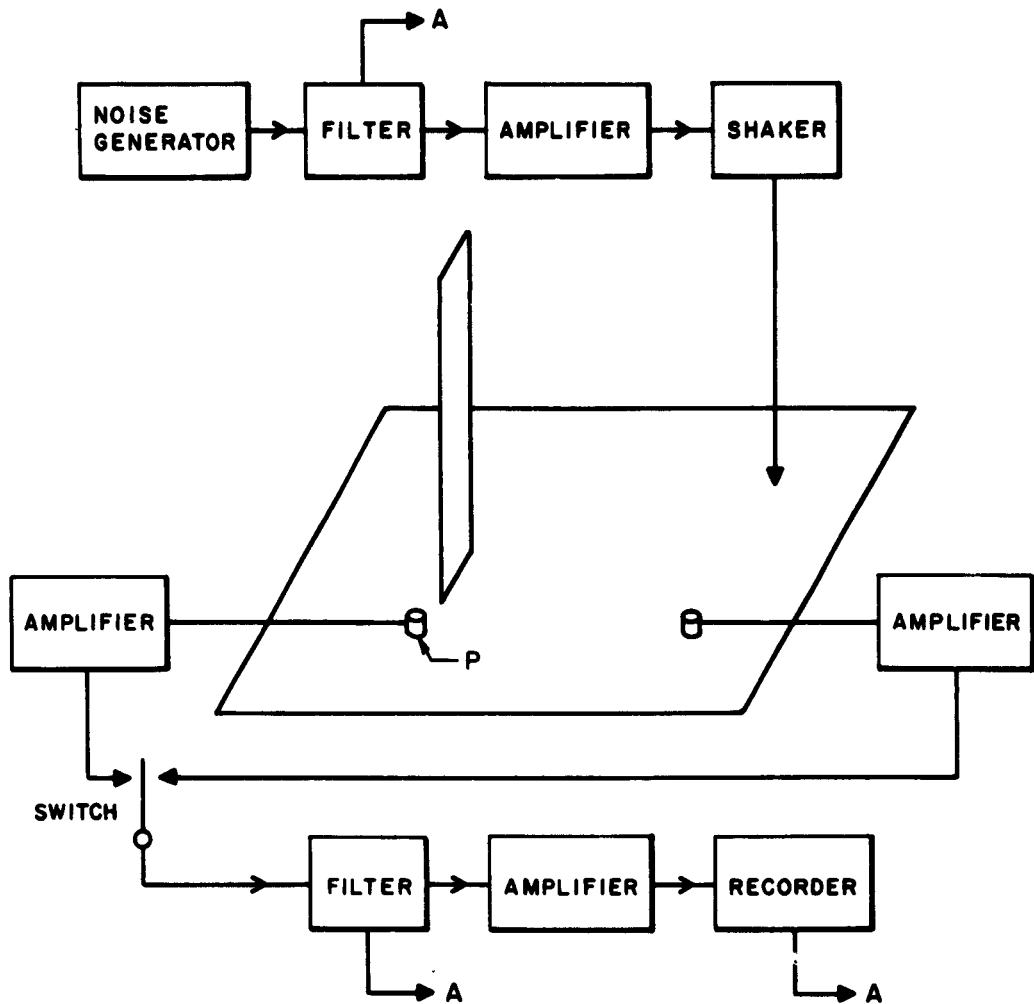 A
NOISE
GENERATOR
FILTER
AMPLIFIER
SHAKER
AMPLIFIER
P
AMPLIFIER
SWITCH
FILTER
AMPLIFIER
RECORDER
A
A